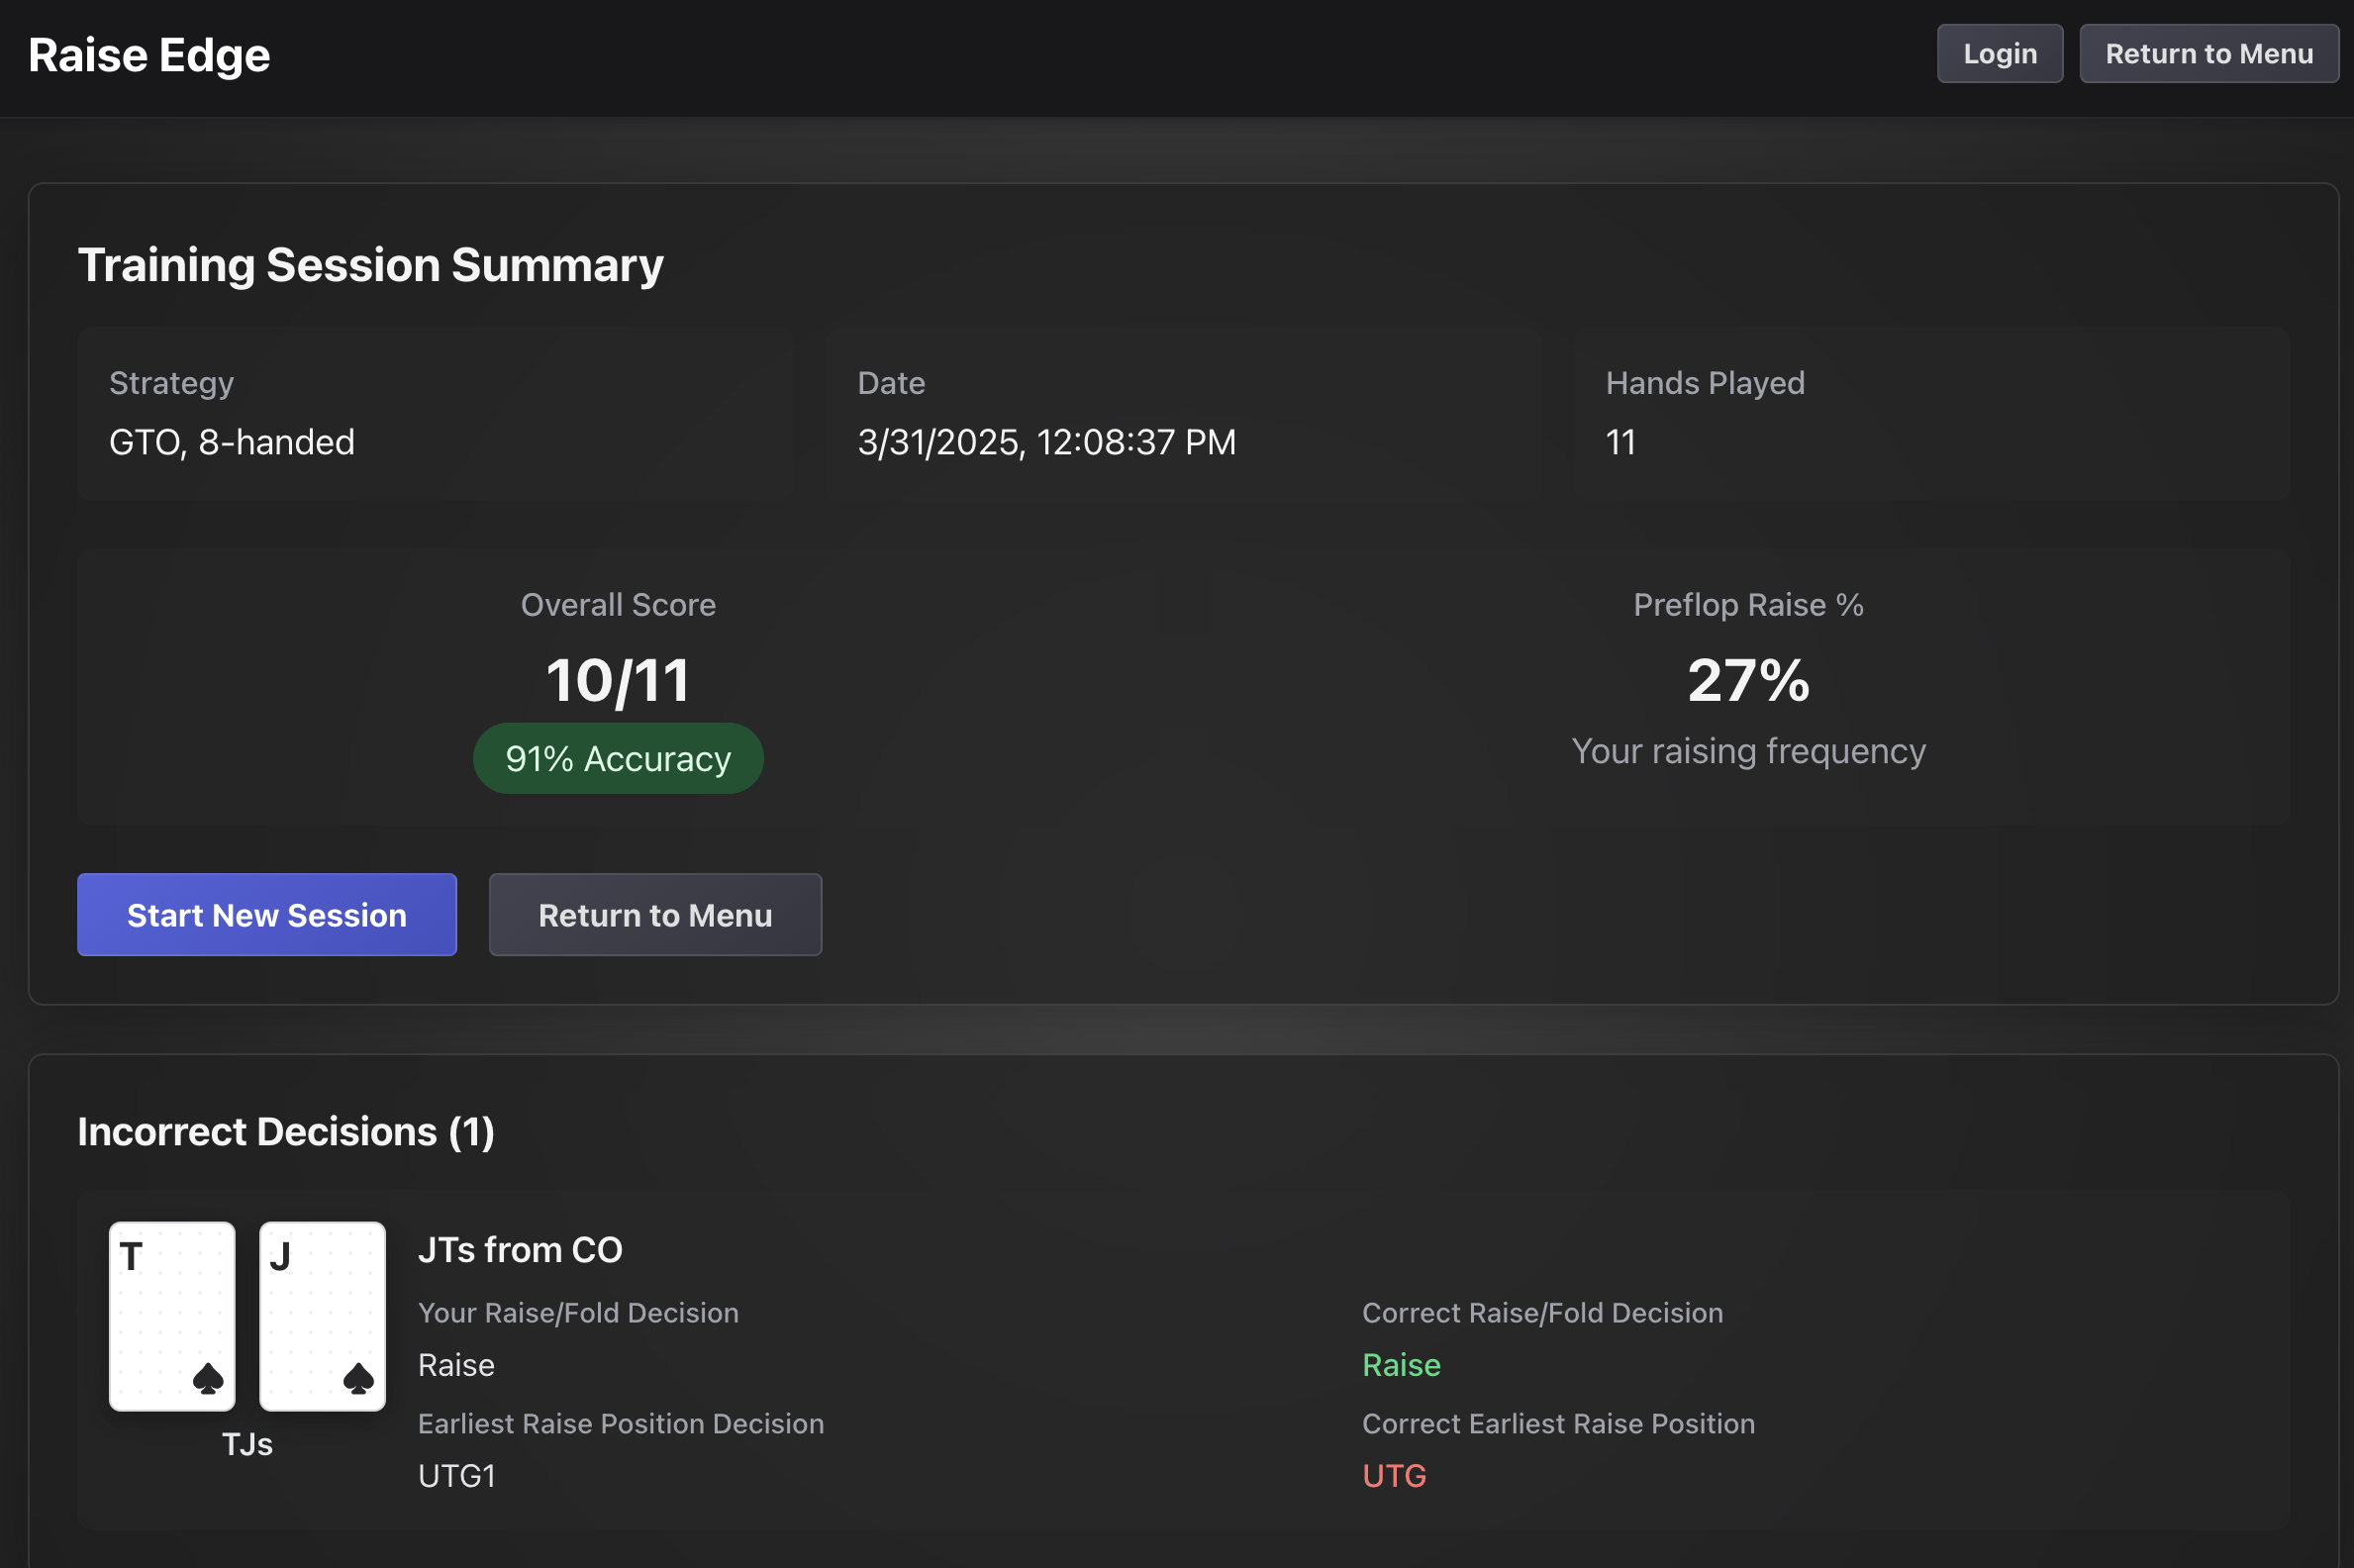 Raise Edge
Login
Return to Menu
Training Session Summary
Strategy
GTO, 8-handed
Date
3/31/2025, 12:08:37 PM
Hands Played
11
Overall Score
10/11
91% Accuracy
Preflop Raise %
27%
Your raising frequency
Start New Session
Return to Menu
Incorrect Decisions (1)
T
J
TJs
JTs from CO
Your Raise/Fold Decision
Raise
Correct Raise/Fold Decision
Raise
Earliest Raise Position Decision
UTG1
Correct Earliest Raise Position
UTG